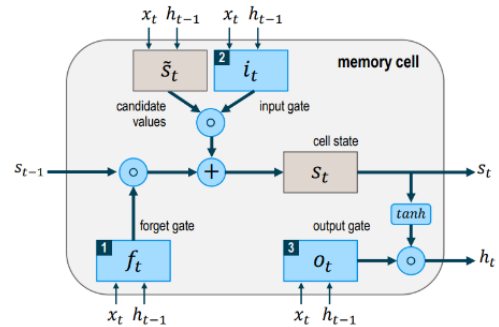 x_t h_{t-1} x_t h_{t-1}
s̃_t 2 i_t memory cell
candidate values input gate
∘
cell state
s_{t-1} ∘ + s_t s_t
tanh
forget gate output gate
1 f_t 3 o_t ∘ h_t
x_t h_{t-1} x_t h_{t-1}